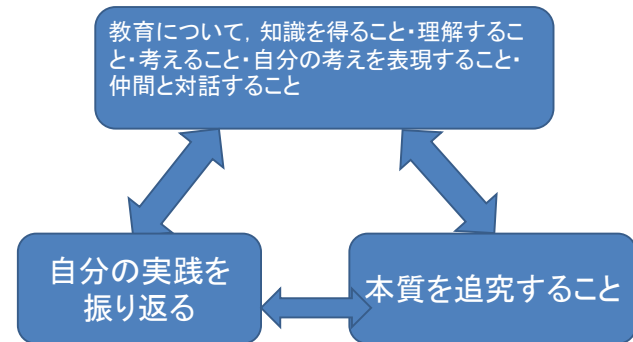 教育について，知識を得ること・理解するこ
と・考えること・自分の考えを表現すること・
仲間と対話すること
自分の実践を
振り返る
本質を追究すること